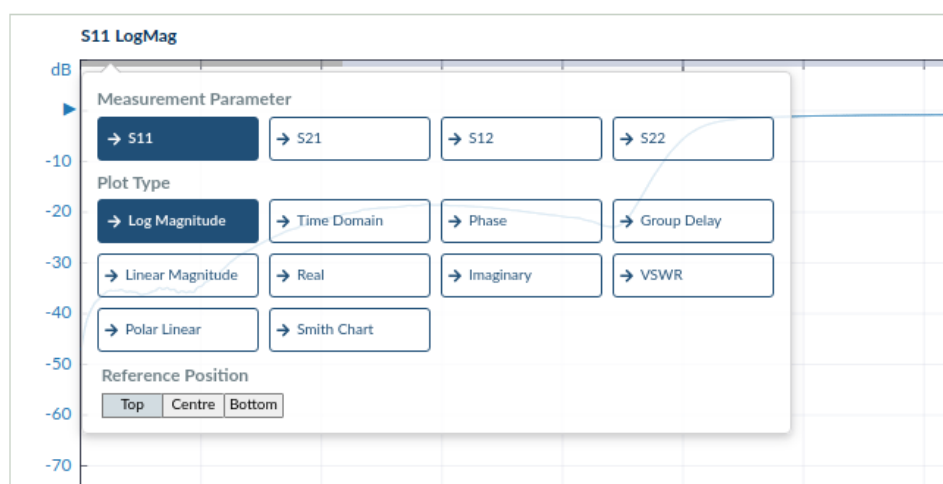 S11 LogMag
dB
Measurement Parameter
→ S11 → S21 → S12 → S22
-10
Plot Type
-20
→ Log Magnitude → Time Domain → Phase → Group Delay
-30
→ Linear Magnitude → Real → Imaginary → VSWR
-40
→ Polar Linear → Smith Chart
-50
Reference Position
Top Centre Bottom
-60
-70